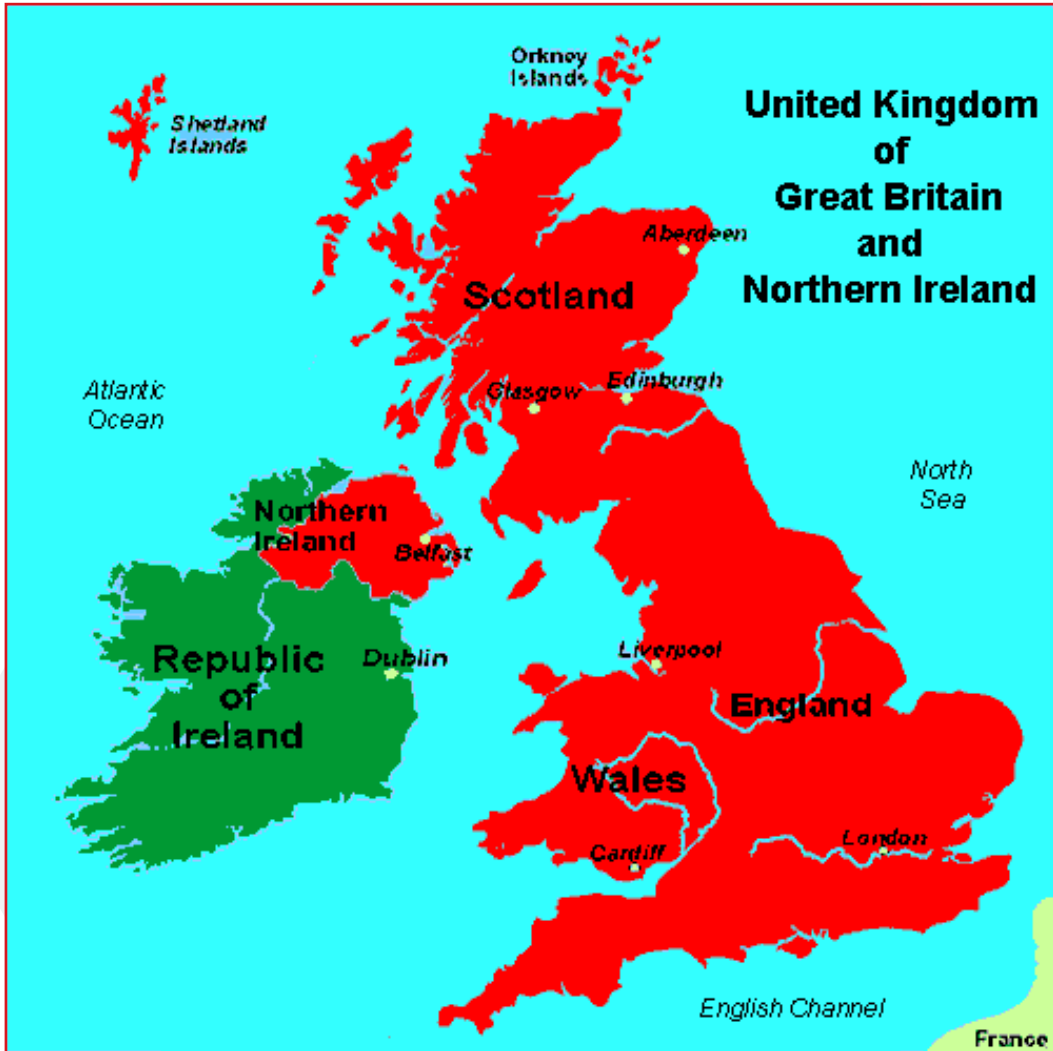 Orkney
Islands
United Kingdom
of
Great Britain
and
Northern Ireland
Shetland
Islands
Aberdeen
Scotland
Atlantic
Ocean
Glasgow
Edinburgh
North
Sea
Northern
Ireland
Belfast
Republic
of
Ireland
Dublin
Liverpool
England
Wales
Cardiff
London
English Channel
France